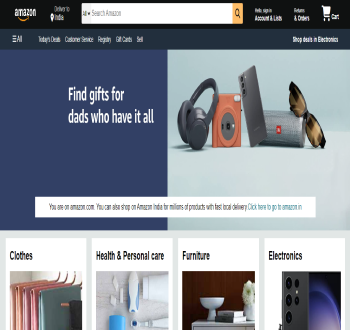 amazon
Deliver to
India
All
Search Amazon
Hello, sign in
Account & Lists
Returns
& Orders
Cart
All
Today's Deals
Customer Service
Registry
Gift Cards
Sell
Shop deals in Electronics
Find gifts for
dads who have it all
JBL
You are on amazon.com. You can also shop on Amazon India for millions of products with fast local delivery. Click here to go to amazon.in
Clothes
Health & Personal care
Furniture
Electronics